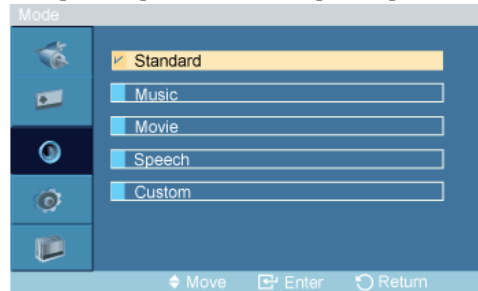 Mode
Standard
Music
Movie
Speech
Custom
Move Enter Return